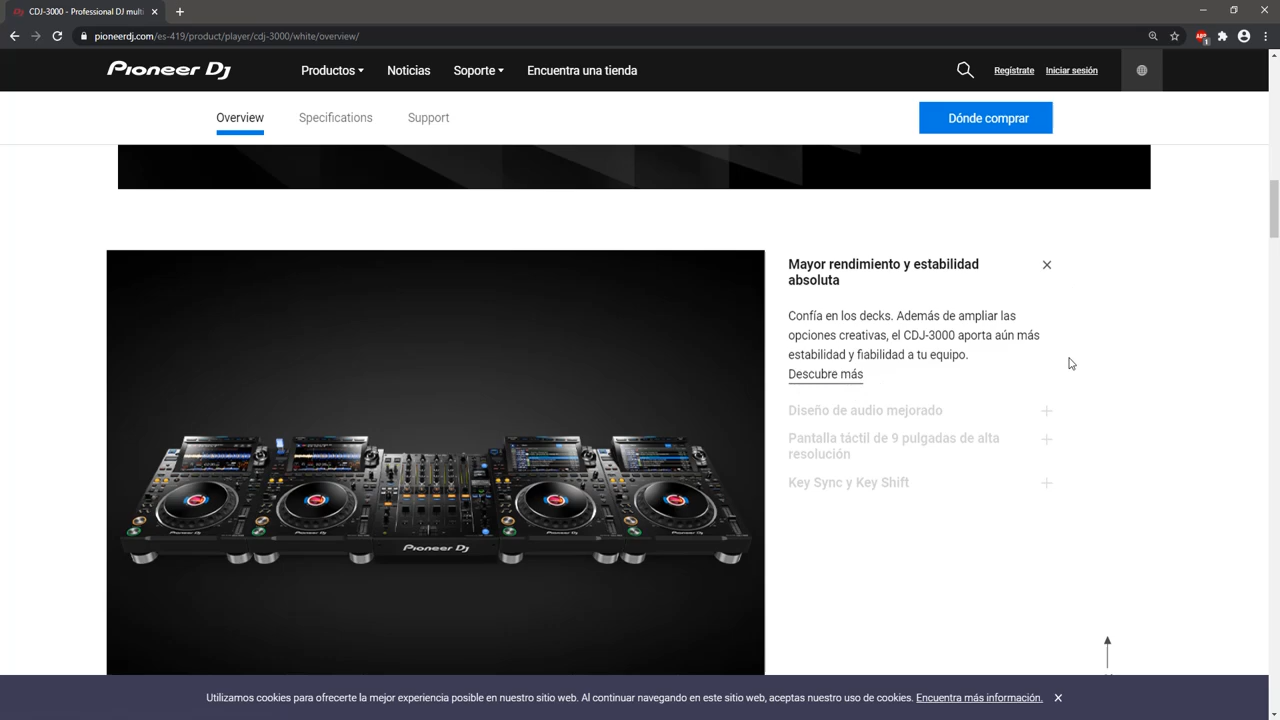 CDJ-3000 - Professional DJ multi
pioneerdj.com/es-419/product/player/cdj-3000/white/overview/
Pioneer Dj
Productos
Noticias
Soporte
Encuentra una tienda
Regístrate
Iniciar sesión
Overview
Specifications
Support
Dónde comprar
Mayor rendimiento y estabilidad
absoluta
Confía en los decks. Además de ampliar las
opciones creativas, el CDJ-3000 aporta aún más
estabilidad y fiabilidad a tu equipo.
Descubre más
Diseño de audio mejorado
Pantalla táctil de 9 pulgadas de alta
resolución
Key Sync y Key Shift
Pioneer Dj
Utilizamos cookies para ofrecerte la mejor experiencia posible en nuestro sitio web. Al continuar navegando en este sitio web, aceptas nuestro uso de cookies. Encuentra más información.